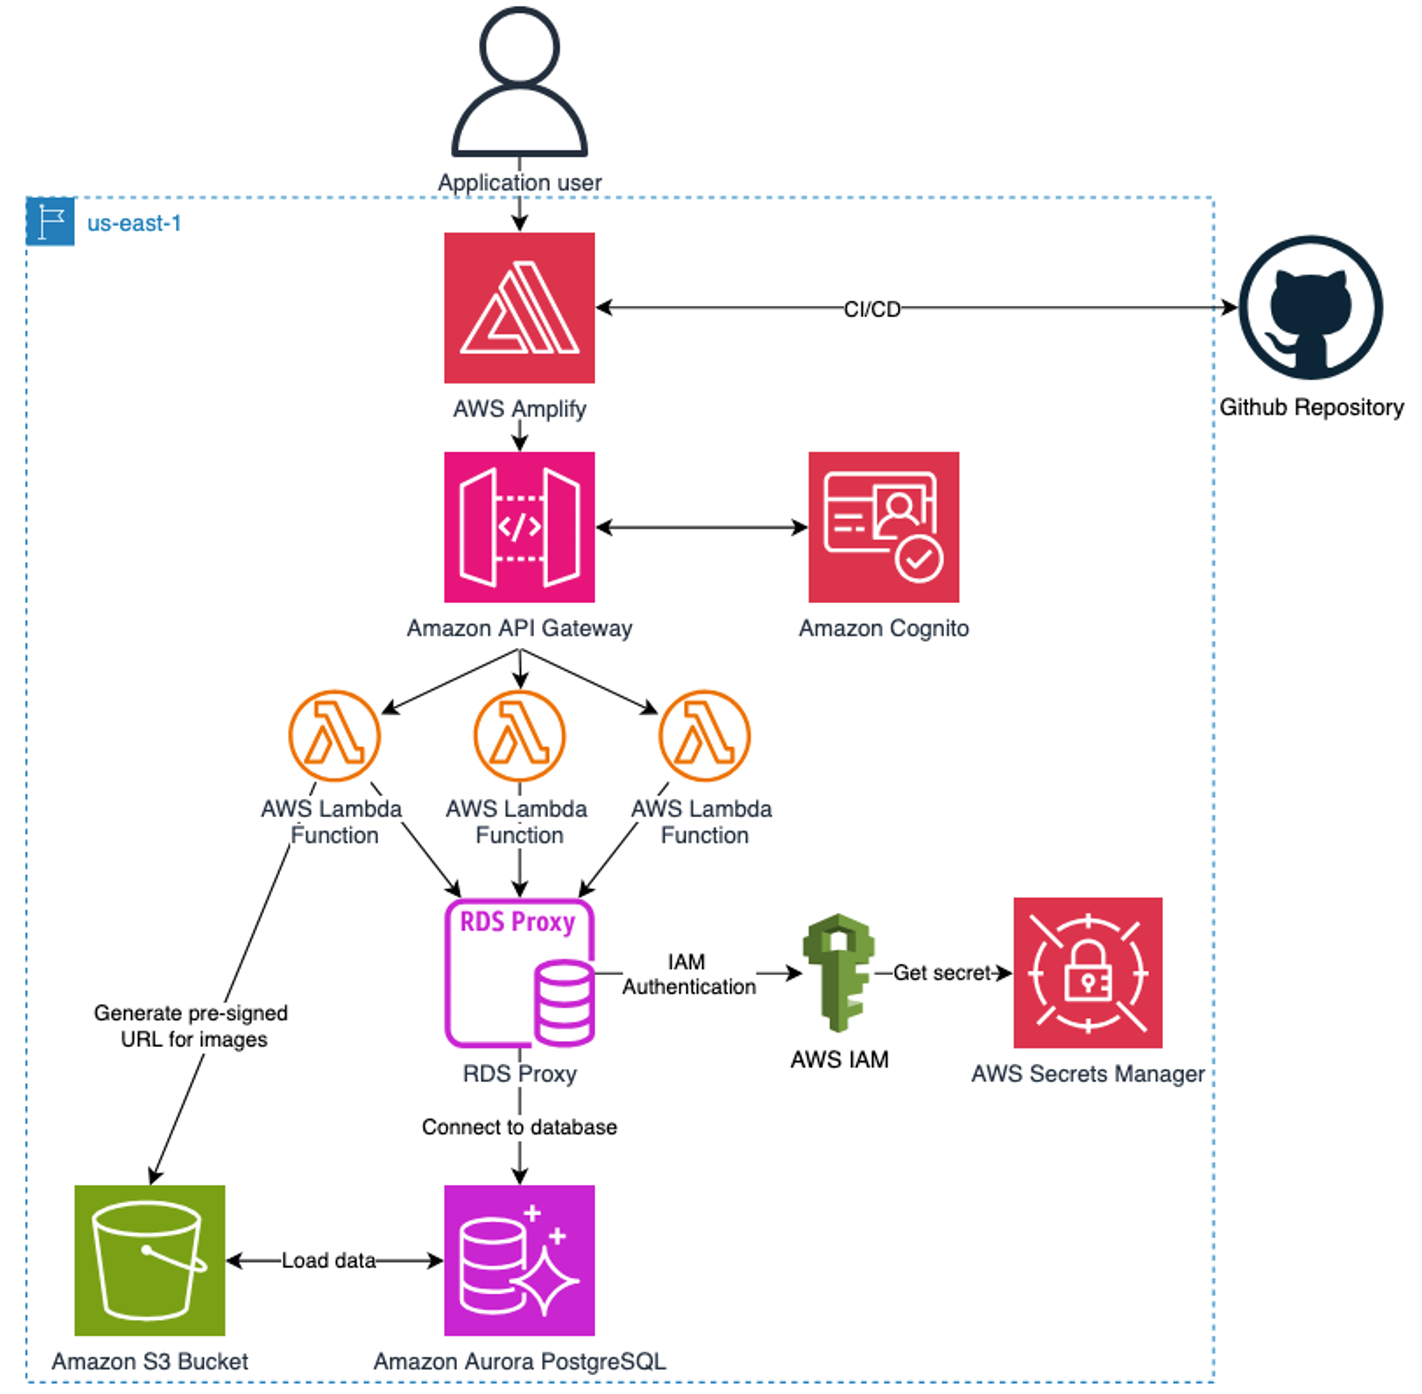 Application user
us-east-1
CI/CD
AWS Amplify
Github Repository
</>
Amazon API Gateway
Amazon Cognito
AWS Lambda
Function
AWS Lambda
Function
AWS Lambda
Function
RDS Proxy
IAM
Authentication
Get secret
Generate pre-signed
URL for images
AWS IAM
RDS Proxy
AWS Secrets Manager
Connect to database
Load data
Amazon S3 Bucket
Amazon Aurora PostgreSQL